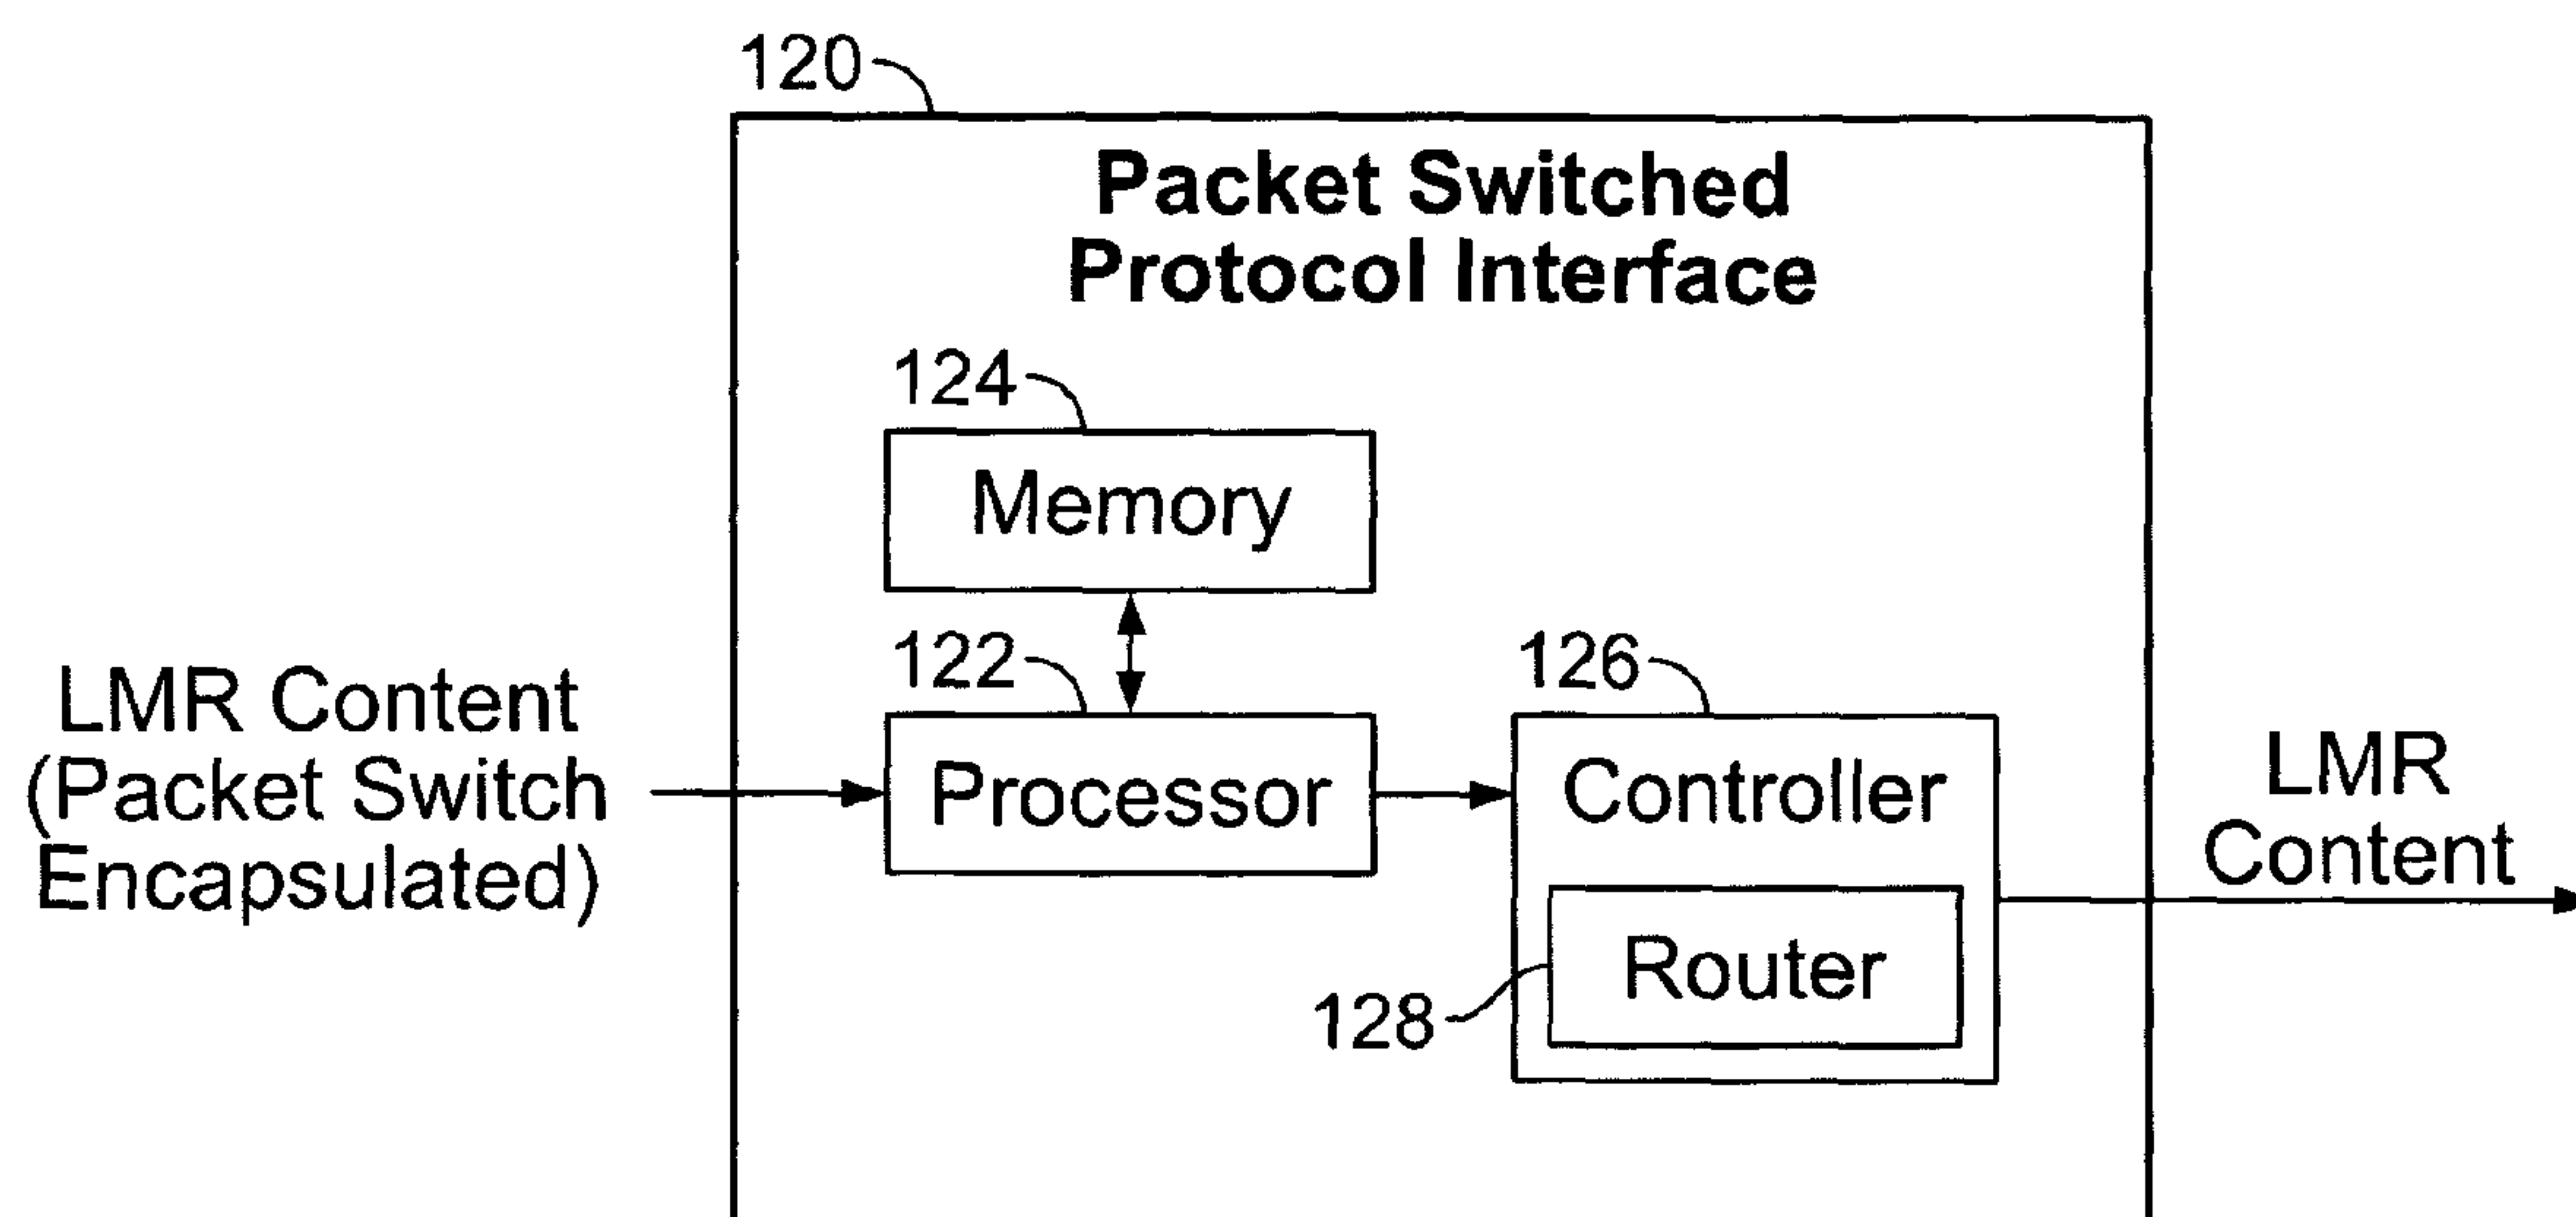 120
Packet Switched
Protocol Interface
124
Memory
122
126
LMR Content
(Packet Switch
Encapsulated)
Processor
Controller
LMR
Content
Router
128